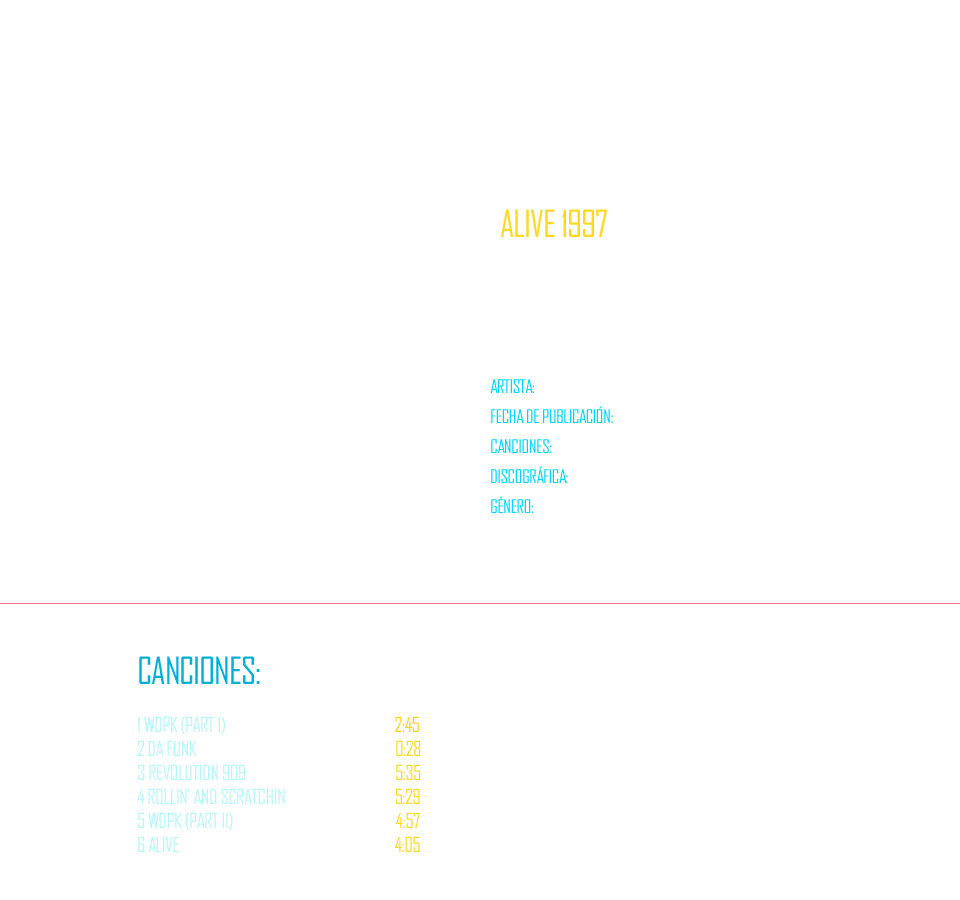 ALIVE 1997
ARTISTA:
FECHA DE PUBLICACIÓN:
CANCIONES:
DISCOGRÁFICA:
GÉNERO:
CANCIONES:
1 WDPK (PART I) 2:45
2 DA FUNK 0:28
3 REVOLUTION 909 5:35
4 ROLLIN' AND SCRATCHIN 5:29
5 WDPK (PART II) 4:57
6 ALIVE 4:05